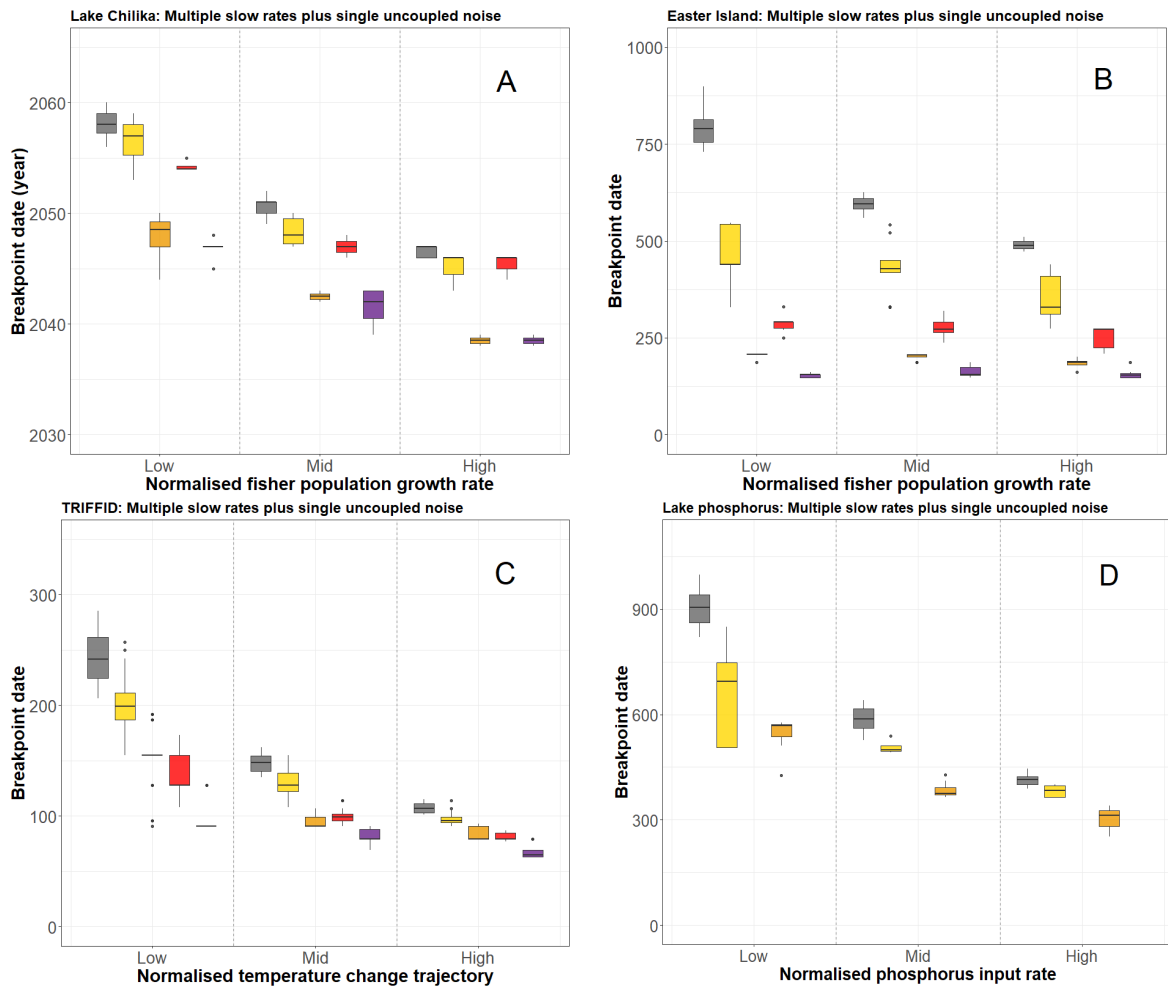 Lake Chilika: Multiple slow rates plus single uncoupled noise
A
Breakpoint date (year)
2060
2050
2040
2030
Low Mid High
Normalised fisher population growth rate
Easter Island: Multiple slow rates plus single uncoupled noise
B
Breakpoint date
1000
750
500
250
0
Low Mid High
Normalised fisher population growth rate
TRIFFID: Multiple slow rates plus single uncoupled noise
C
Breakpoint date
300
200
100
0
Low Mid High
Normalised temperature change trajectory
Lake phosphorus: Multiple slow rates plus single uncoupled noise
D
Breakpoint date
900
600
300
0
Low Mid High
Normalised phosphorus input rate